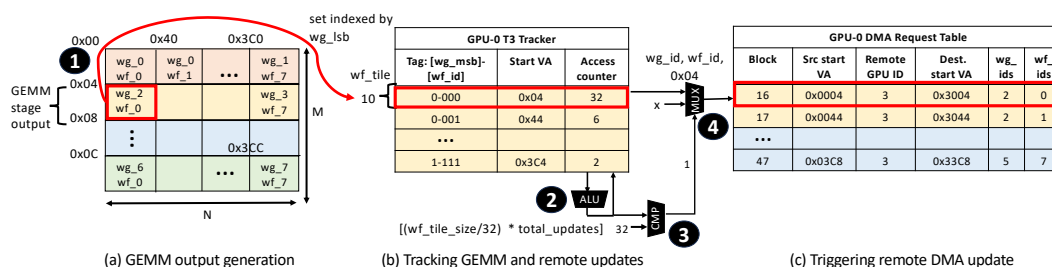 0x00
0x40
0x3C0
set indexed by
wg_lsb
1
wg_0
wf_0
wg_0
wf_1
...
wg_1
wf_7
0x04
GEMM
stage
output
wg_2
wf_0
wg_3
wf_7
M
0x08
...
0x0C
0x3CC
wg_6
wf_0
...
wg_7
wf_7
N
(a) GEMM output generation
wf_tile
10
GPU-0 T3 Tracker
Tag: [wg_msb]-
[wf_id]
Start VA
Access
counter
0-000 0x04 32
0-001 0x44 6
...
1-111 0x3C4 2
2
ALU
[(wf_tile_size/32) * total_updates]
32
CMP
3
wg_id, wf_id,
0x04
x
MUX
4
1
(b) Tracking GEMM and remote updates
GPU-0 DMA Request Table
Block
Src start
VA
Remote
GPU ID
Dest.
start VA
wg_
ids
wf_
ids
16 0x0004 3 0x3004 2 0
17 0x0044 3 0x3044 2 1
...
47 0x03C8 3 0x33C8 5 7
(c) Triggering remote DMA update